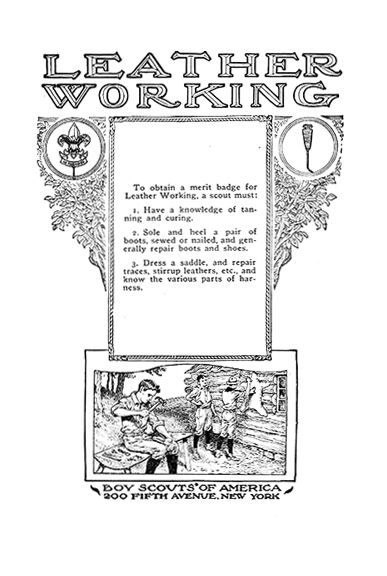 LEATHER
WORKING
To obtain a merit badge for
Leather Working, a scout must:
1. Have a knowledge of tan-
ning and curing.
2. Sole and heel a pair of
boots, sewed or nailed, and gen-
erally repair boots and shoes.
3. Dress a saddle, and repair
traces, stirrup leathers, etc., and
know the various parts of har-
ness.
BOY SCOUTS OF AMERICA
200 FIFTH AVENUE, NEW YORK